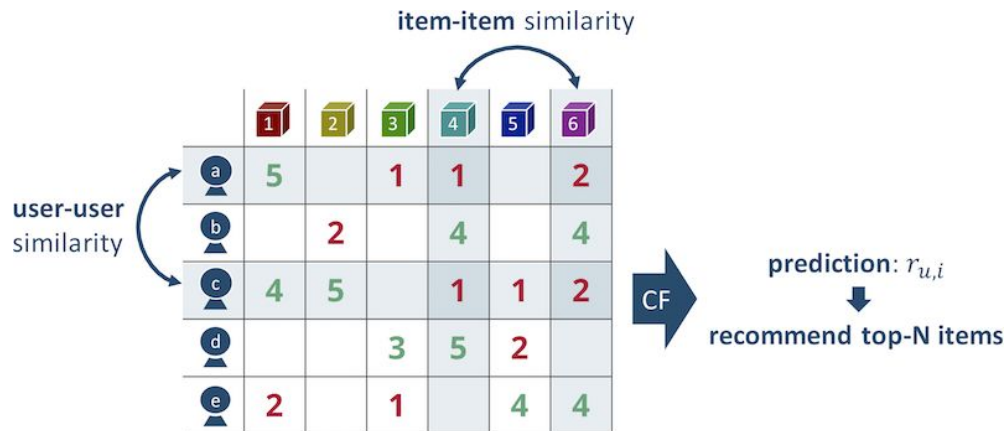 item-item similarity
1 2 3 4 5 6
a 5 1 1 2
user-user
similarity
b 2 4 4
c 4 5 1 1 2
d 3 5 2
e 2 1 4 4
CF
prediction: r_{u,i}
recommend top-N items